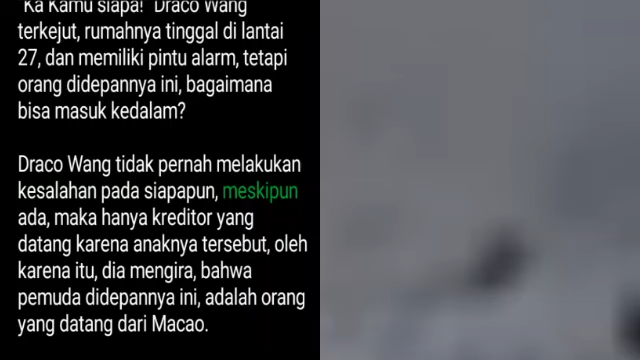 "Ka Kamu siapa!" Draco Wang
terkejut, rumahnya tinggal di lantai
27, dan memiliki pintu alarm, tetapi
orang didepannya ini, bagaimana
bisa masuk kedalam?
Draco Wang tidak pernah melakukan
kesalahan pada siapapun, meskipun
ada, maka hanya kreditor yang
datang karena anaknya tersebut, oleh
karena itu, dia mengira, bahwa
pemuda didepannya ini, adalah orang
yang datang dari Macao.